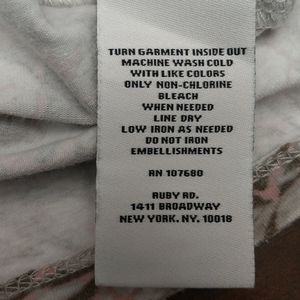 TURN GARMENT INSIDE OUT
MACHINE WASH COLD
WITH LIKE COLORS
ONLY NON-CHLORINE
BLEACH
WHEN NEEDED
LINE DRY
LOW IRON AS NEEDED
DO NOT IRON
EMBELLISHMENTS
RN 107680
RUBY RD.
1411 BROADWAY
NEW YORK. NY. 10018